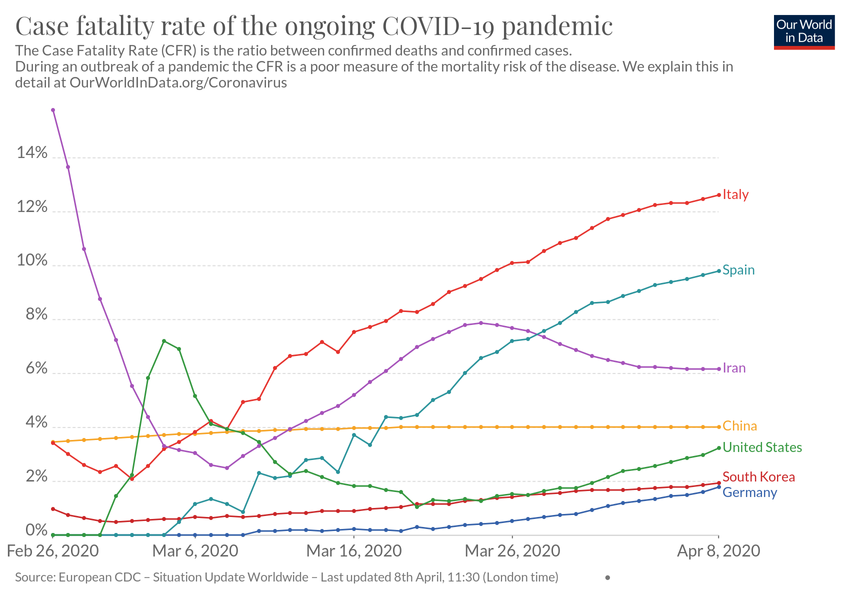 Case fatality rate of the ongoing COVID-19 pandemic
Our World
in Data
The Case Fatality Rate (CFR) is the ratio between confirmed deaths and confirmed cases.
During an outbreak of a pandemic the CFR is a poor measure of the mortality risk of the disease. We explain this in
detail at OurWorldInData.org/Coronavirus
14%
12%
10%
8%
6%
4%
2%
0%
Italy
Spain
Iran
China
United States
South Korea
Germany
Feb 26, 2020
Mar 6, 2020
Mar 16, 2020
Mar 26, 2020
Apr 8, 2020
Source: European CDC – Situation Update Worldwide – Last updated 8th April, 11:30 (London time)